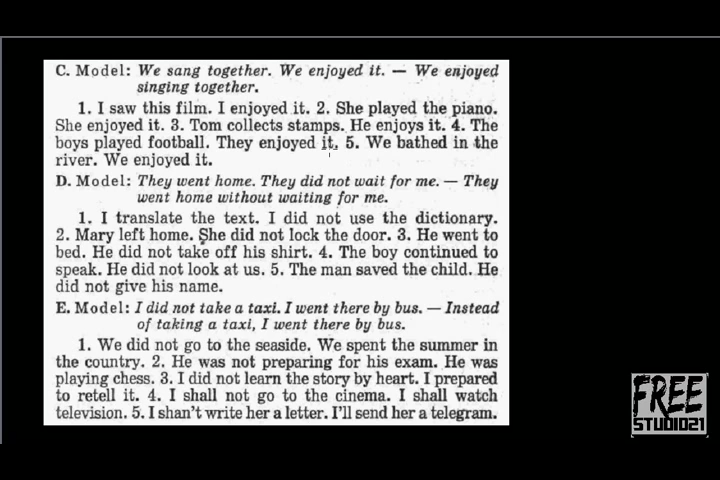 C. Model: We sang together. We enjoyed it. — We enjoyed
singing together.
1. I saw this film. I enjoyed it. 2. She played the piano.
She enjoyed it. 3. Tom collects stamps. He enjoys it. 4. The
boys played football. They enjoyed it. 5. We bathed in the
river. We enjoyed it.
D. Model: They went home. They did not wait for me. — They
went home without waiting for me.
1. I translate the text. I did not use the dictionary.
2. Mary left home. She did not lock the door. 3. He went to
bed. He did not take off his shirt. 4. The boy continued to
speak. He did not look at us. 5. The man saved the child. He
did not give his name.
E. Model: I did not take a taxi. I went there by bus. — Instead
of taking a taxi, I went there by bus.
1. We did not go to the seaside. We spent the summer in
the country. 2. He was not preparing for his exam. He was
playing chess. 3. I did not learn the story by heart. I prepared
to retell it. 4. I shall not go to the cinema. I shall watch
television. 5. I shan't write her a letter. I'll send her a telegram.
FREE
STUDIO21